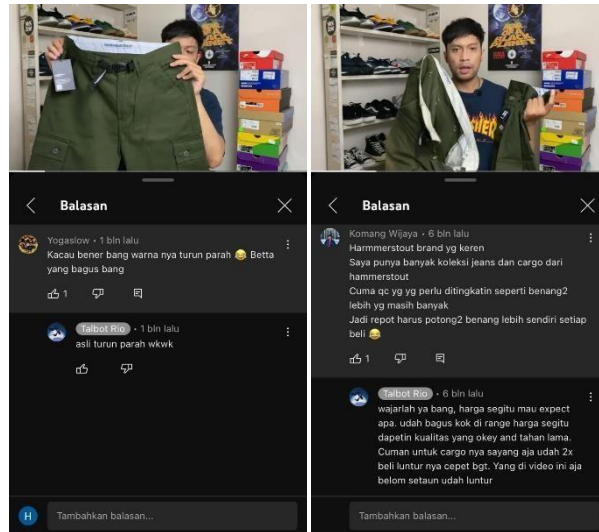 Balasan
Yogaslow • 1 bln lalu
Kacau bener bang warna nya turun parah 😂 Betta
yang bagus bang
1
Talbot Rio • 1 bln lalu
asli turun parah wkwk
H
Tambahkan balasan...
Balasan
Komang Wijaya • 6 bln lalu
Harmmerstout brand yg keren
Saya punya banyak koleksi jeans dan cargo dari
hammerstout
Cuma qc yg yg perlu ditingkatin seperti benang2
lebih yg masih banyak
Jadi repot harus potong2 benang lebih sendiri setiap
beli 😂
1
Talbot Rio • 6 bln lalu
wajarlah ya bang, harga segitu mau expect
apa. udah bagus kok di range harga segitu
dapetin kualitas yang okey and tahan lama.
Cuman untuk cargo nya sayang aja udah 2x
beli luntur nya cepet bgt. Yang di video ini aja
belom setaun udah luntur
Tambahkan balasan...